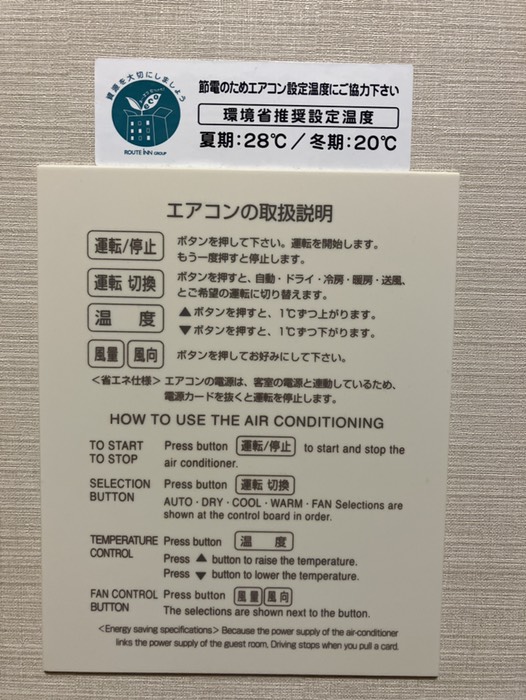 資源を大切にしましょう
eco
ROUTE INN GROUP
節電のためエアコン設定温度にご協力下さい
環境省推奨設定温度
夏期:28℃/冬期:20℃
エアコンの取扱説明
運転/停止 ボタンを押して下さい。運転を開始します。
もう一度押すと停止します。
運転 切換 ボタンを押すと、自動・ドライ・冷房・暖房・送風、
とご希望の運転に切り替えます。
温 度 ▲ボタンを押すと、1℃ずつ上がります。
▼ボタンを押すと、1℃ずつ下がります。
風量 風向 ボタンを押してお好みにして下さい。
<省エネ仕様> エアコンの電源は、客室の電源と連動しているため、
電源カードを抜くと運転を停止します。
HOW TO USE THE AIR CONDITIONING
TO START Press button 運転/停止 to start and stop the
TO STOP air conditioner.
SELECTION Press button 運転 切換
BUTTON
AUTO・DRY・COOL・WARM・FAN Selections are
shown at the control board in order.
TEMPERATURE Press button 温 度
CONTROL
Press ▲ button to raise the temperature.
Press ▼ button to lower the temperature.
FAN CONTROL Press button 風量 風向
BUTTON The selections are shown next to the button.
<Energy saving specifications> Because the power supply of the air-conditioner
links the power supply of the guest room, Driving stops when you pull a card.